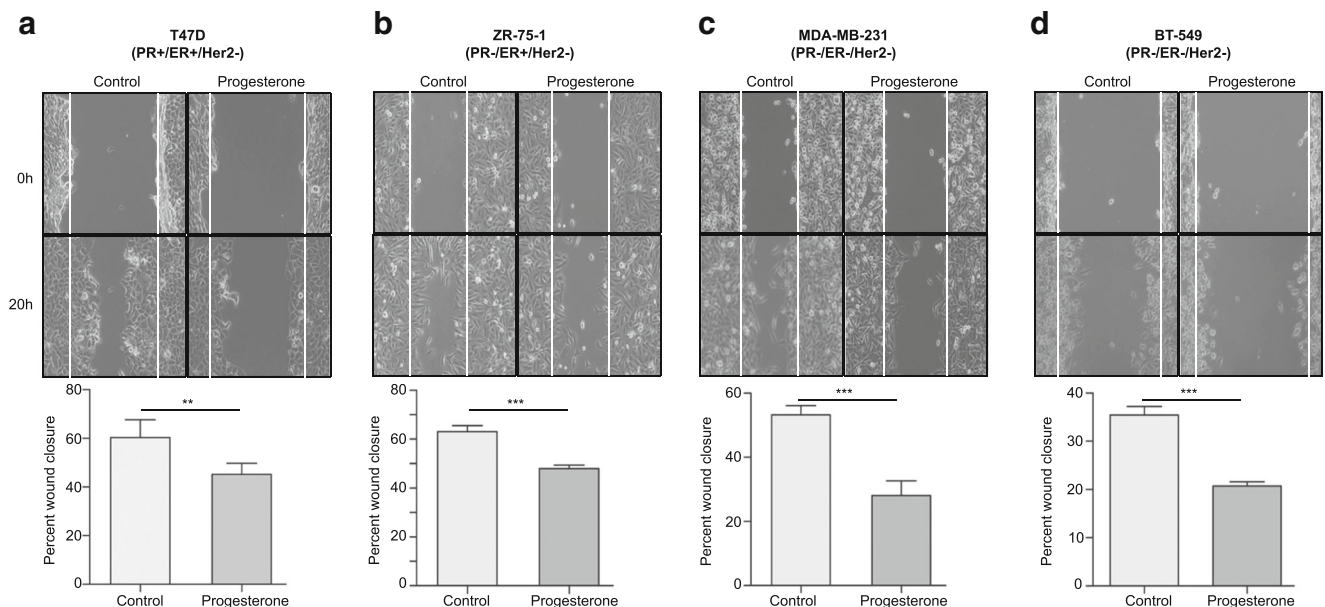 a
T47D
(PR+/ER+/Her2-)
Control Progesterone
0h
20h
80
60
40
20
0
Percent wound closure
**
Control Progesterone
b
ZR-75-1
(PR-/ER+/Her2-)
Control Progesterone
80
60
40
20
0
Percent wound closure
***
Control Progesterone
c
MDA-MB-231
(PR-/ER-/Her2-)
Control Progesterone
60
40
20
0
Percent wound closure
***
Control Progesterone
d
BT-549
(PR-/ER-/Her2-)
Control Progesterone
40
30
20
10
0
Percent wound closure
***
Control Progesterone